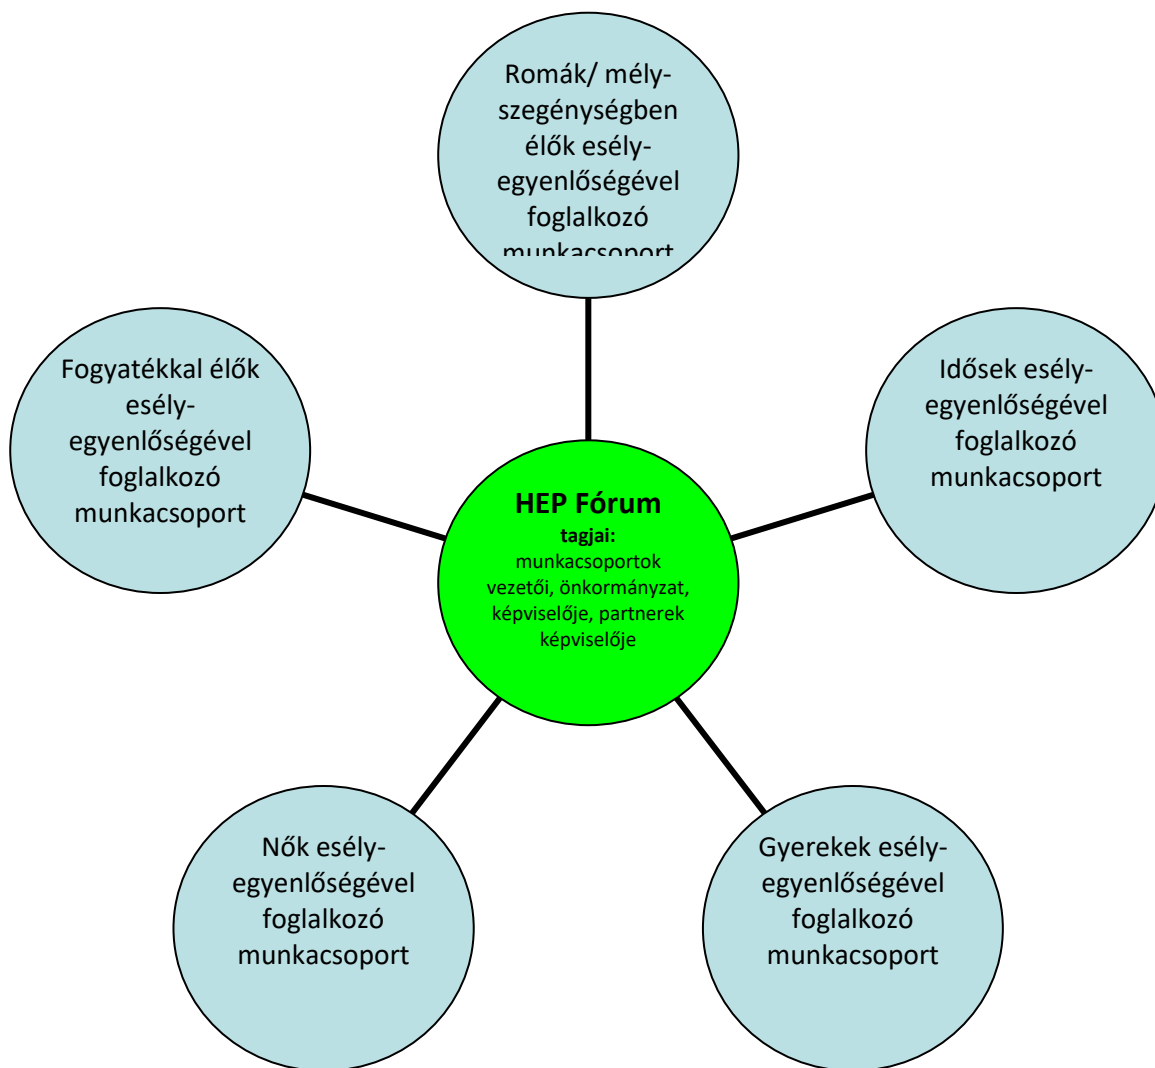 Romák/ mély-
szegénységben
élők esély-
egyenlőségével
foglalkozó
munkacsoport
Fogyatékkal élők
esély-
egyenlőségével
foglalkozó
munkacsoport
Idősek esély-
egyenlőségével
foglalkozó
munkacsoport
HEP Fórum
tagjai:
munkacsoportok
vezetői, önkormányzat,
képviselője, partnerek
képviselője
Nők esély-
egyenlőségével
foglalkozó
munkacsoport
Gyerekek esély-
egyenlőségével
foglalkozó
munkacsoport